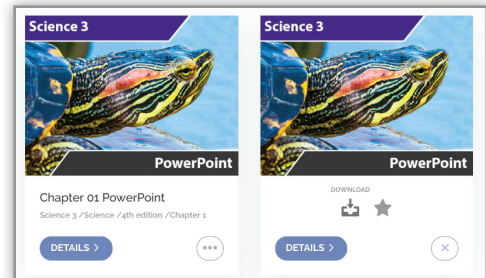 Science 3
PowerPoint
Chapter 01 PowerPoint
Science 3 /Science /4th edition /Chapter 1
DETAILS >
Science 3
PowerPoint
DOWNLOAD
DETAILS >
×